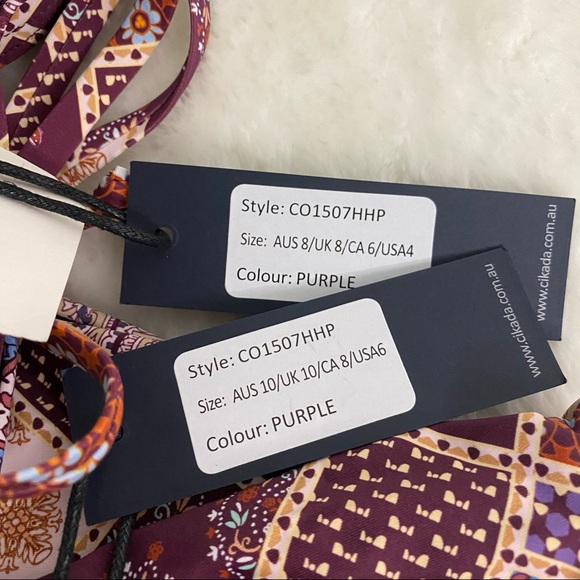 Style: CO1507HHP
Size: AUS 8/UK 8/CA 6/USA4
Colour: PURPLE
www.cikada.com.au
Style: CO1507HHP
Size: AUS 10/UK 10/CA 8/USA6
Colour: PURPLE
www.cikada.com.au